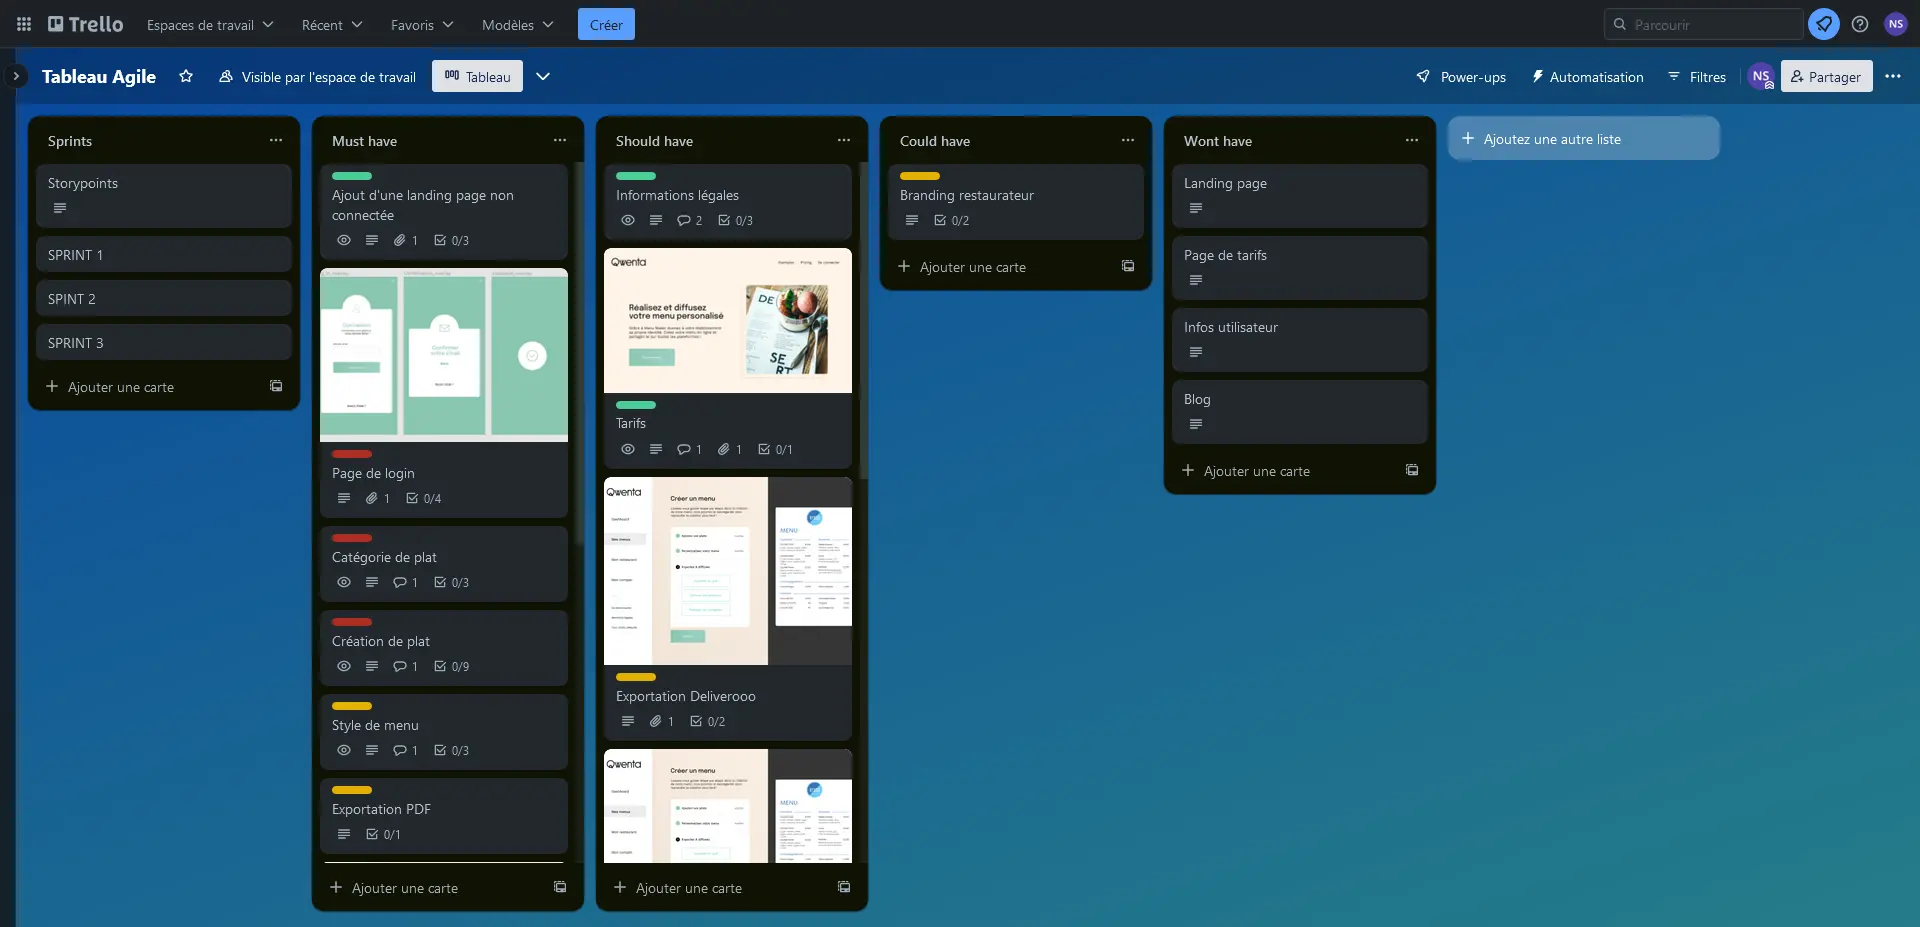 Trello
Espaces de travail
Récent
Favoris
Modèles
Créer
Parcourir
NS
Tableau Agile
Visible par l'espace de travail
Tableau
Power-ups
Automatisation
Filtres
NS
Partager
Sprints
Storypoints
SPRINT 1
SPINT 2
SPRINT 3
Ajouter une carte
Must have
Ajout d'une landing page non
connectée
1
0/3
Page de login
1
0/4
Catégorie de plat
1
0/3
Création de plat
1
0/9
Style de menu
1
0/3
Exportation PDF
0/1
Ajouter une carte
Should have
Informations légales
2
0/3
Qwenta
Réalisez et diffusez
votre menu personalisé
DE
SE
RT
Tarifs
1
1
0/1
Qwenta
Créer un menu
MENU
Exportation Deliverooo
1
0/2
Qwenta
Créer un menu
MENU
Ajouter une carte
Could have
Branding restaurateur
0/2
Ajouter une carte
Wont have
Landing page
Page de tarifs
Infos utilisateur
Blog
Ajouter une carte
Ajoutez une autre liste